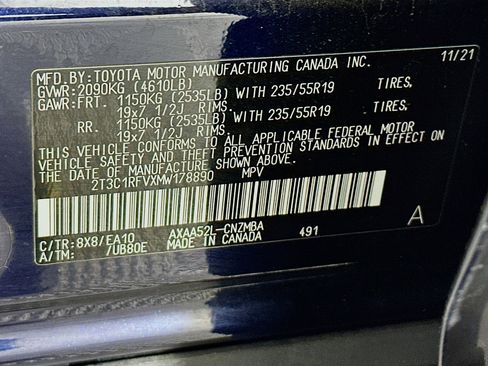 MFD.BY:TOYOTA MOTOR MANUFACTURING CANADA INC. 11/21
GVWR:2090KG (4610LB)
GAWR:FRT. 1150KG (2535LB) WITH 235/55R19 TIRES.
19x7 1/2J RIMS.
RR. 1150KG (2535LB) WITH 235/55R19 TIRES.
19x7 1/2J RIMS.
THIS VEHICLE CONFORMS TO ALL APPLICABLE FEDERAL MOTOR
VEHICLE SAFETY AND THEFT PREVENTION STANDARDS IN EFFECT ON
THE DATE OF MANUFACTURE SHOWN ABOVE.
2T3C1RFVXMW178890 MPV
A
C/TR:8X8/EA10 AXAA52L-CNZMBA 491
A/TM: /UB80E MADE IN CANADA